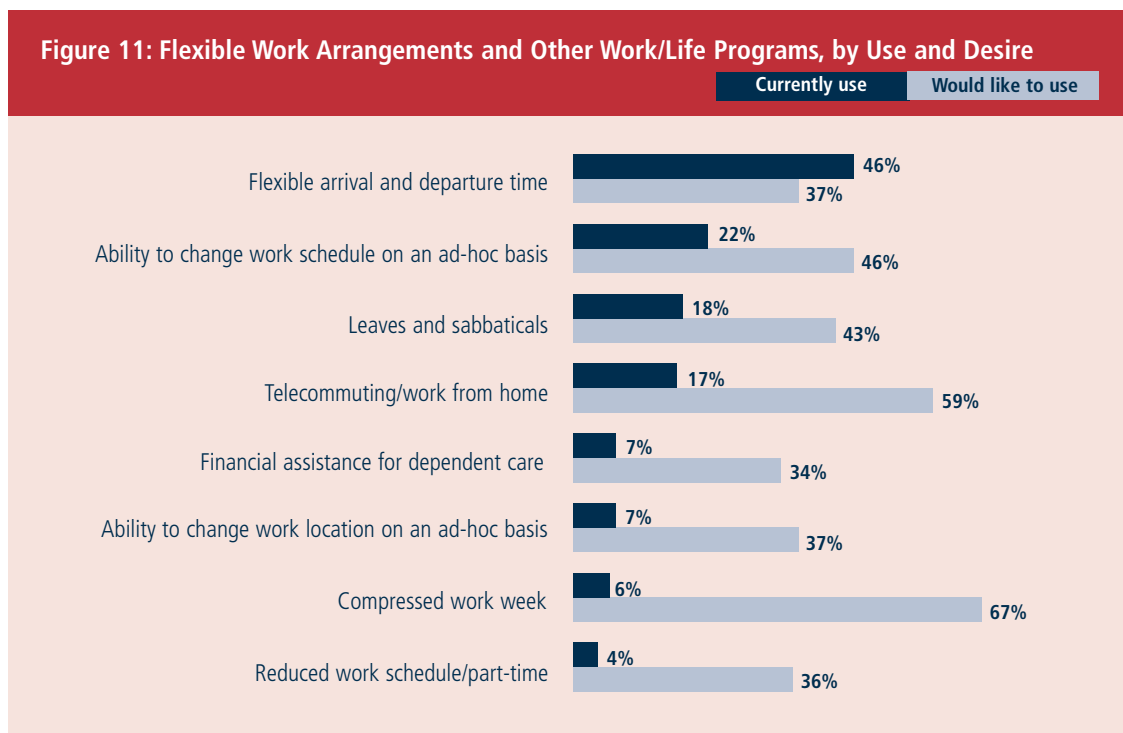 Figure 11: Flexible Work Arrangements and Other Work/Life Programs, by Use and Desire
Currently use
Would like to use
Flexible arrival and departure time
46%
37%
Ability to change work schedule on an ad-hoc basis
22%
46%
Leaves and sabbaticals
18%
43%
Telecommuting/work from home
17%
59%
Financial assistance for dependent care
7%
34%
Ability to change work location on an ad-hoc basis
7%
37%
Compressed work week
6%
67%
Reduced work schedule/part-time
4%
36%